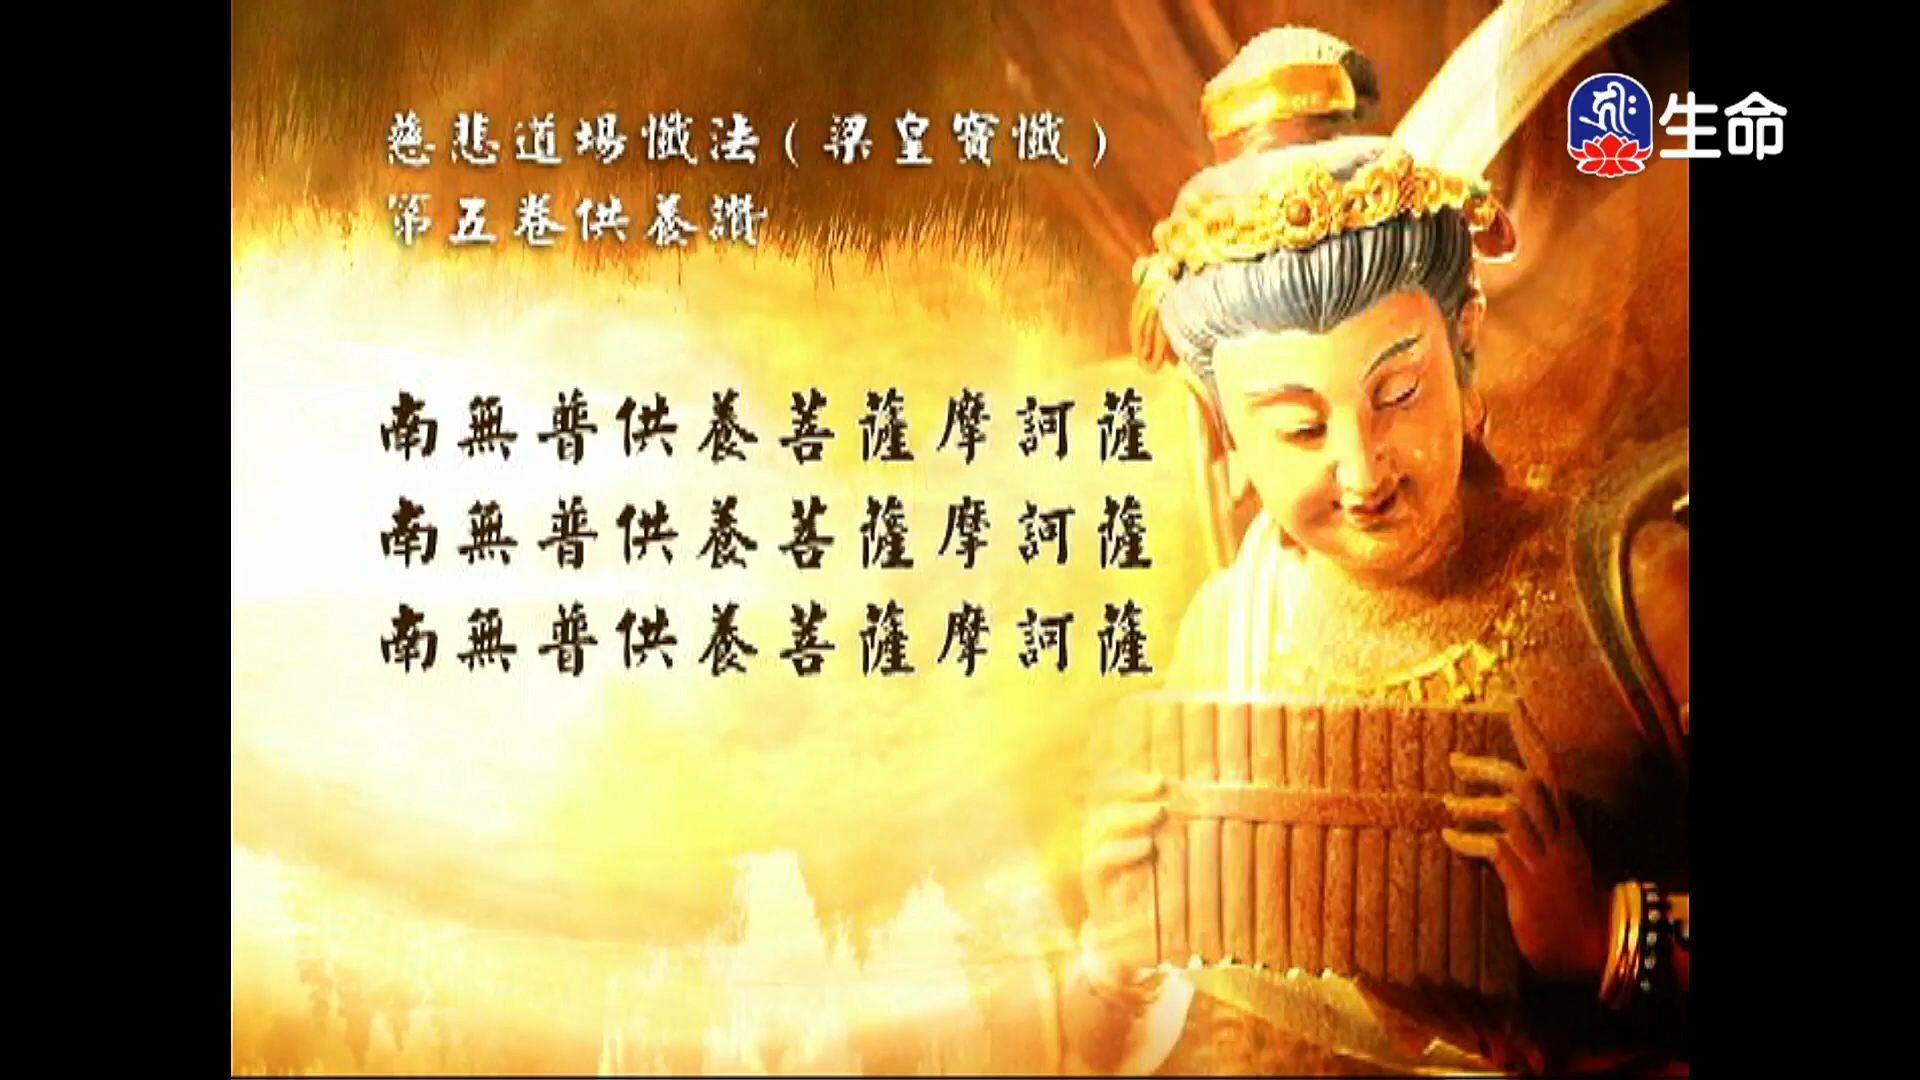 慈悲道場懺法(梁皇寶懺)
第五卷供養讚
生命
南無普供養菩薩摩訶薩
南無普供養菩薩摩訶薩
南無普供養菩薩摩訶薩